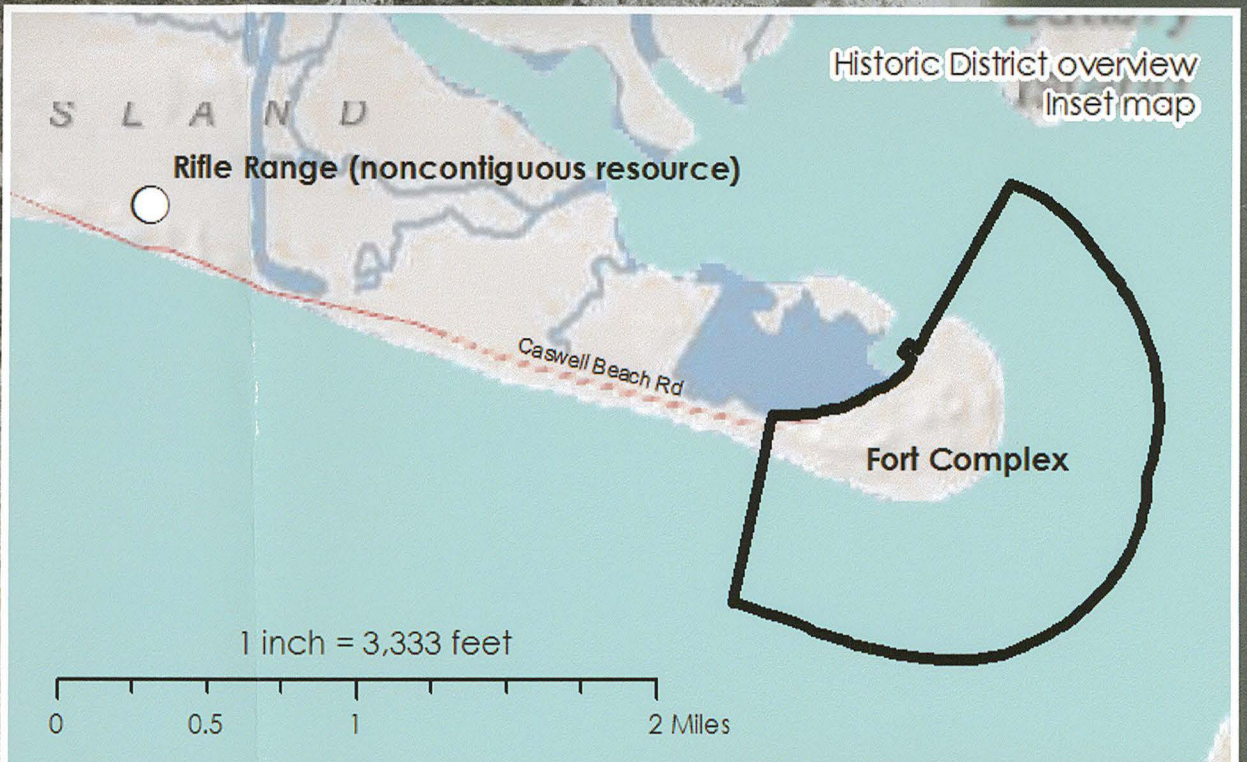 Historic District overview
Inset map
S L A N D
Rifle Range (noncontiguous resource)
Caswell Beach Rd
Fort Complex
1 inch = 3,333 feet
0 0.5 1 2 Miles